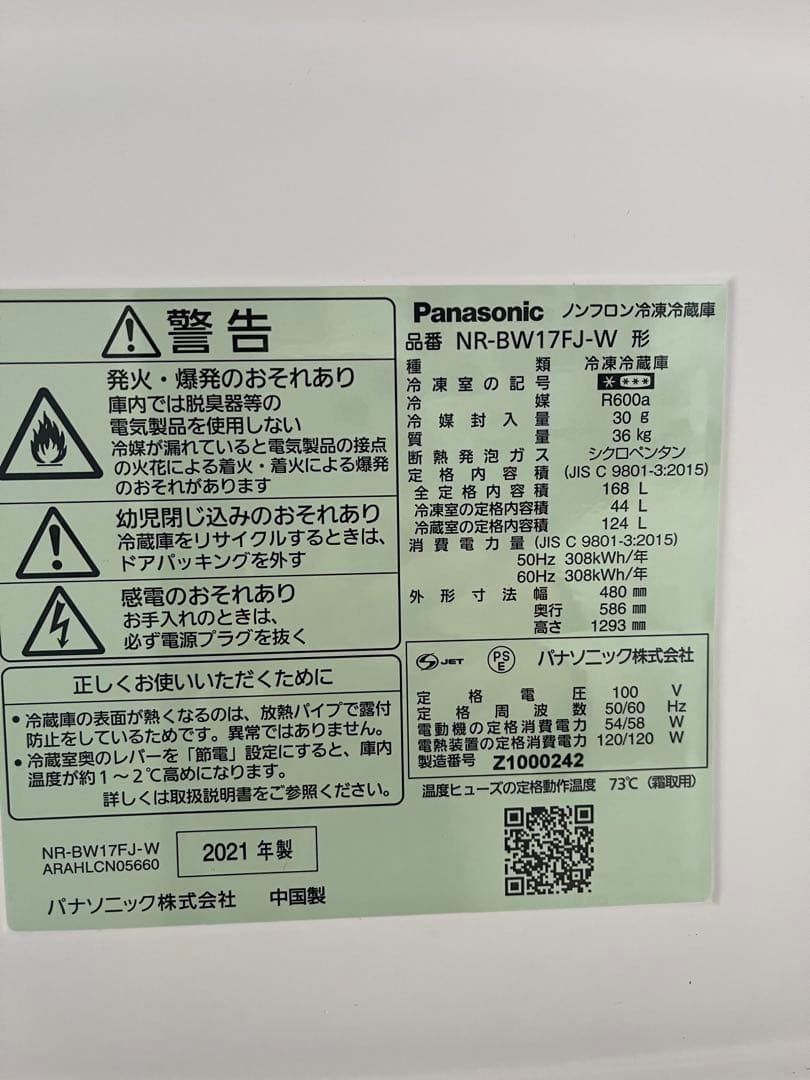 警告
発火・爆発のおそれあり
庫内では脱臭器等の
電気製品を使用しない
冷媒が漏れていると電気製品の接点
の火花による着火・着火による爆発
のおそれがあります
幼児閉じ込みのおそれあり
冷蔵庫をリサイクルするときは、
ドアパッキングを外す
感電のおそれあり
お手入れのときは、
必ず電源プラグを抜く
正しくお使いいただくために
・冷蔵庫の表面が熱くなるのは、放熱パイプで露付
防止をしているためです。異常ではありません。
・冷蔵室奥のレバーを「節電」設定にすると、庫内
温度が約1～2℃高めになります。
詳しくは取扱説明書をご参照ください。
NR-BW17FJ-W
ARAHLCN05660
2021 年製
パナソニック株式会社 中国製
Panasonic ノンフロン冷凍冷蔵庫
品番 NR-BW17FJ-W 形
種類 冷凍冷蔵庫
冷凍室の記号 * ***
冷媒 R600a
冷媒封入量 30 g
質量 36 kg
断熱発泡ガス シクロペンタン
定格内容積 (JIS C 9801-3:2015)
全定格内容積 168 L
冷凍室の定格内容積 44 L
冷蔵室の定格内容積 124 L
消費電力量 (JIS C 9801-3:2015)
50Hz 308kWh/年
60Hz 308kWh/年
外形寸法 幅 480 mm
奥行 586 mm
高さ 1293 mm
S JET PSE パナソニック株式会社
定格電圧 100 V
定格周波数 50/60 Hz
電動機の定格消費電力 54/58 W
電熱装置の定格消費電力 120/120 W
製造番号 Z1000242
温度ヒューズの定格動作温度 73℃ (霜取用)